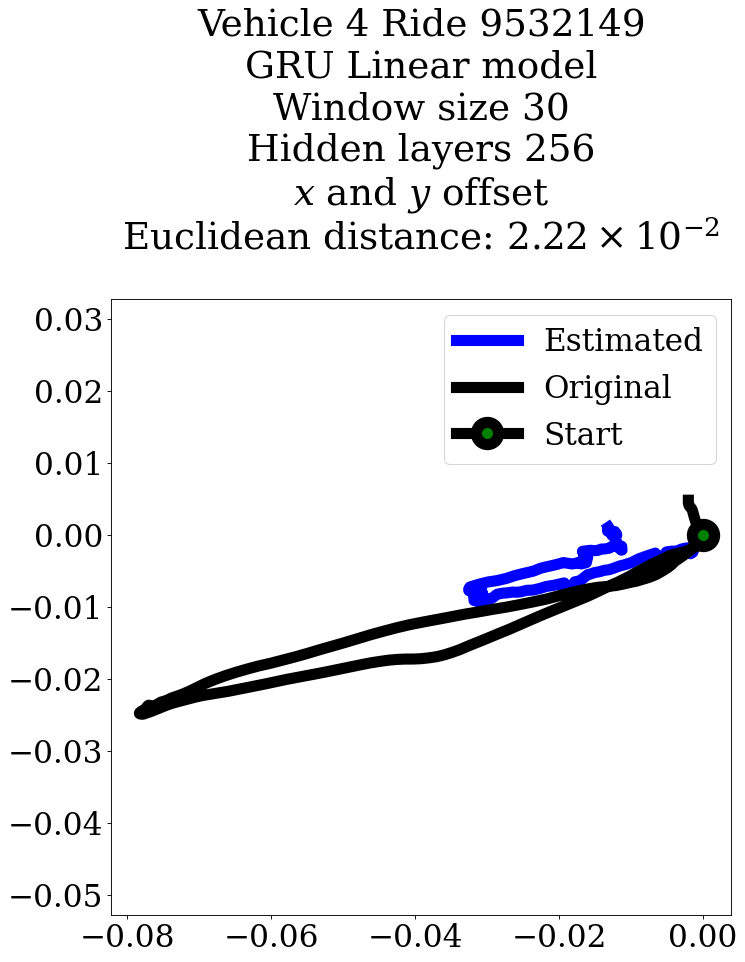 Vehicle 4 Ride 9532149
GRU Linear model
Window size 30
Hidden layers 256
x and y offset
Euclidean distance: 2.22 × 10⁻²
Estimated
Original
Start
0.03
0.02
0.01
0.00
−0.01
−0.02
−0.03
−0.04
−0.05
−0.08 −0.06 −0.04 −0.02 0.00